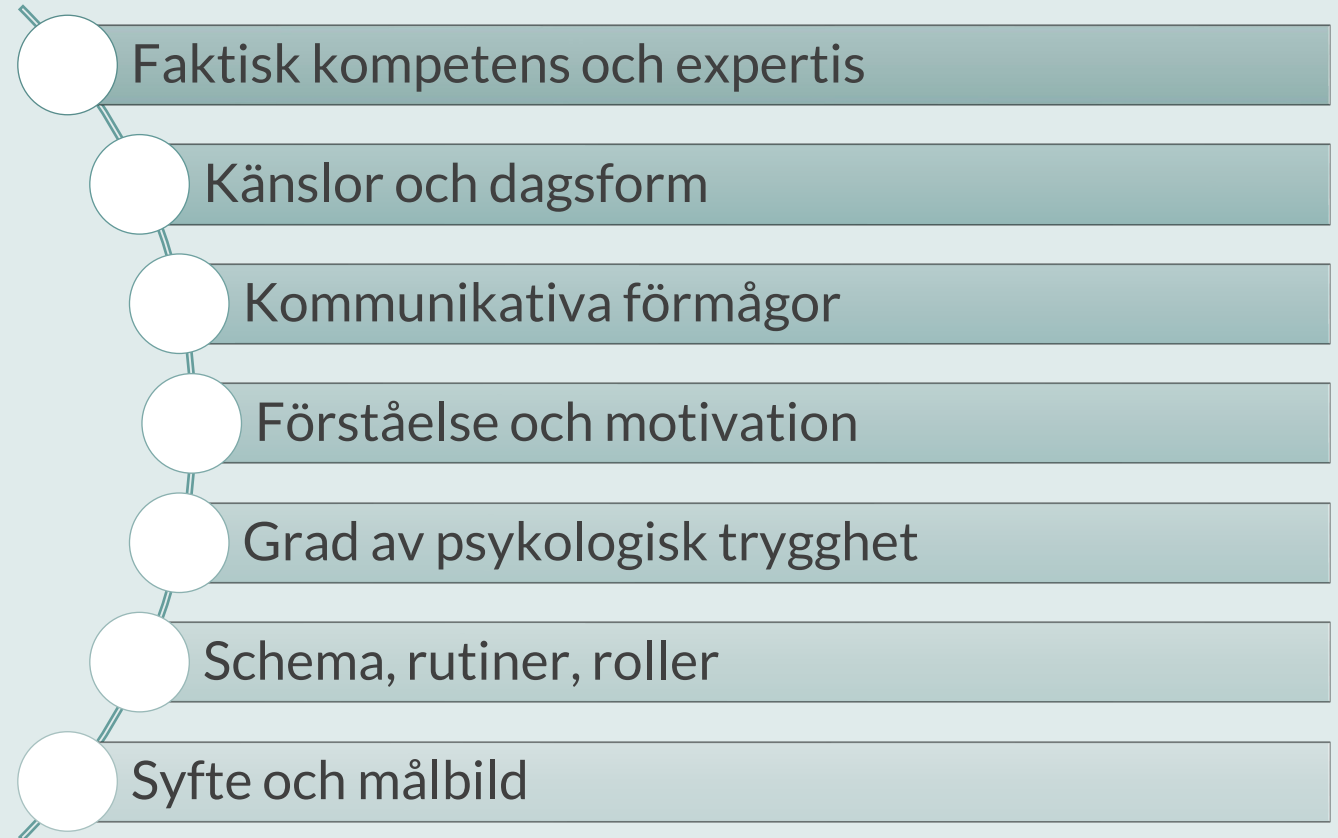 Faktisk kompetens och expertis
Känslor och dagsform
Kommunikativa förmågor
Förståelse och motivation
Grad av psykologisk trygghet
Schema, rutiner, roller
Syfte och målbild